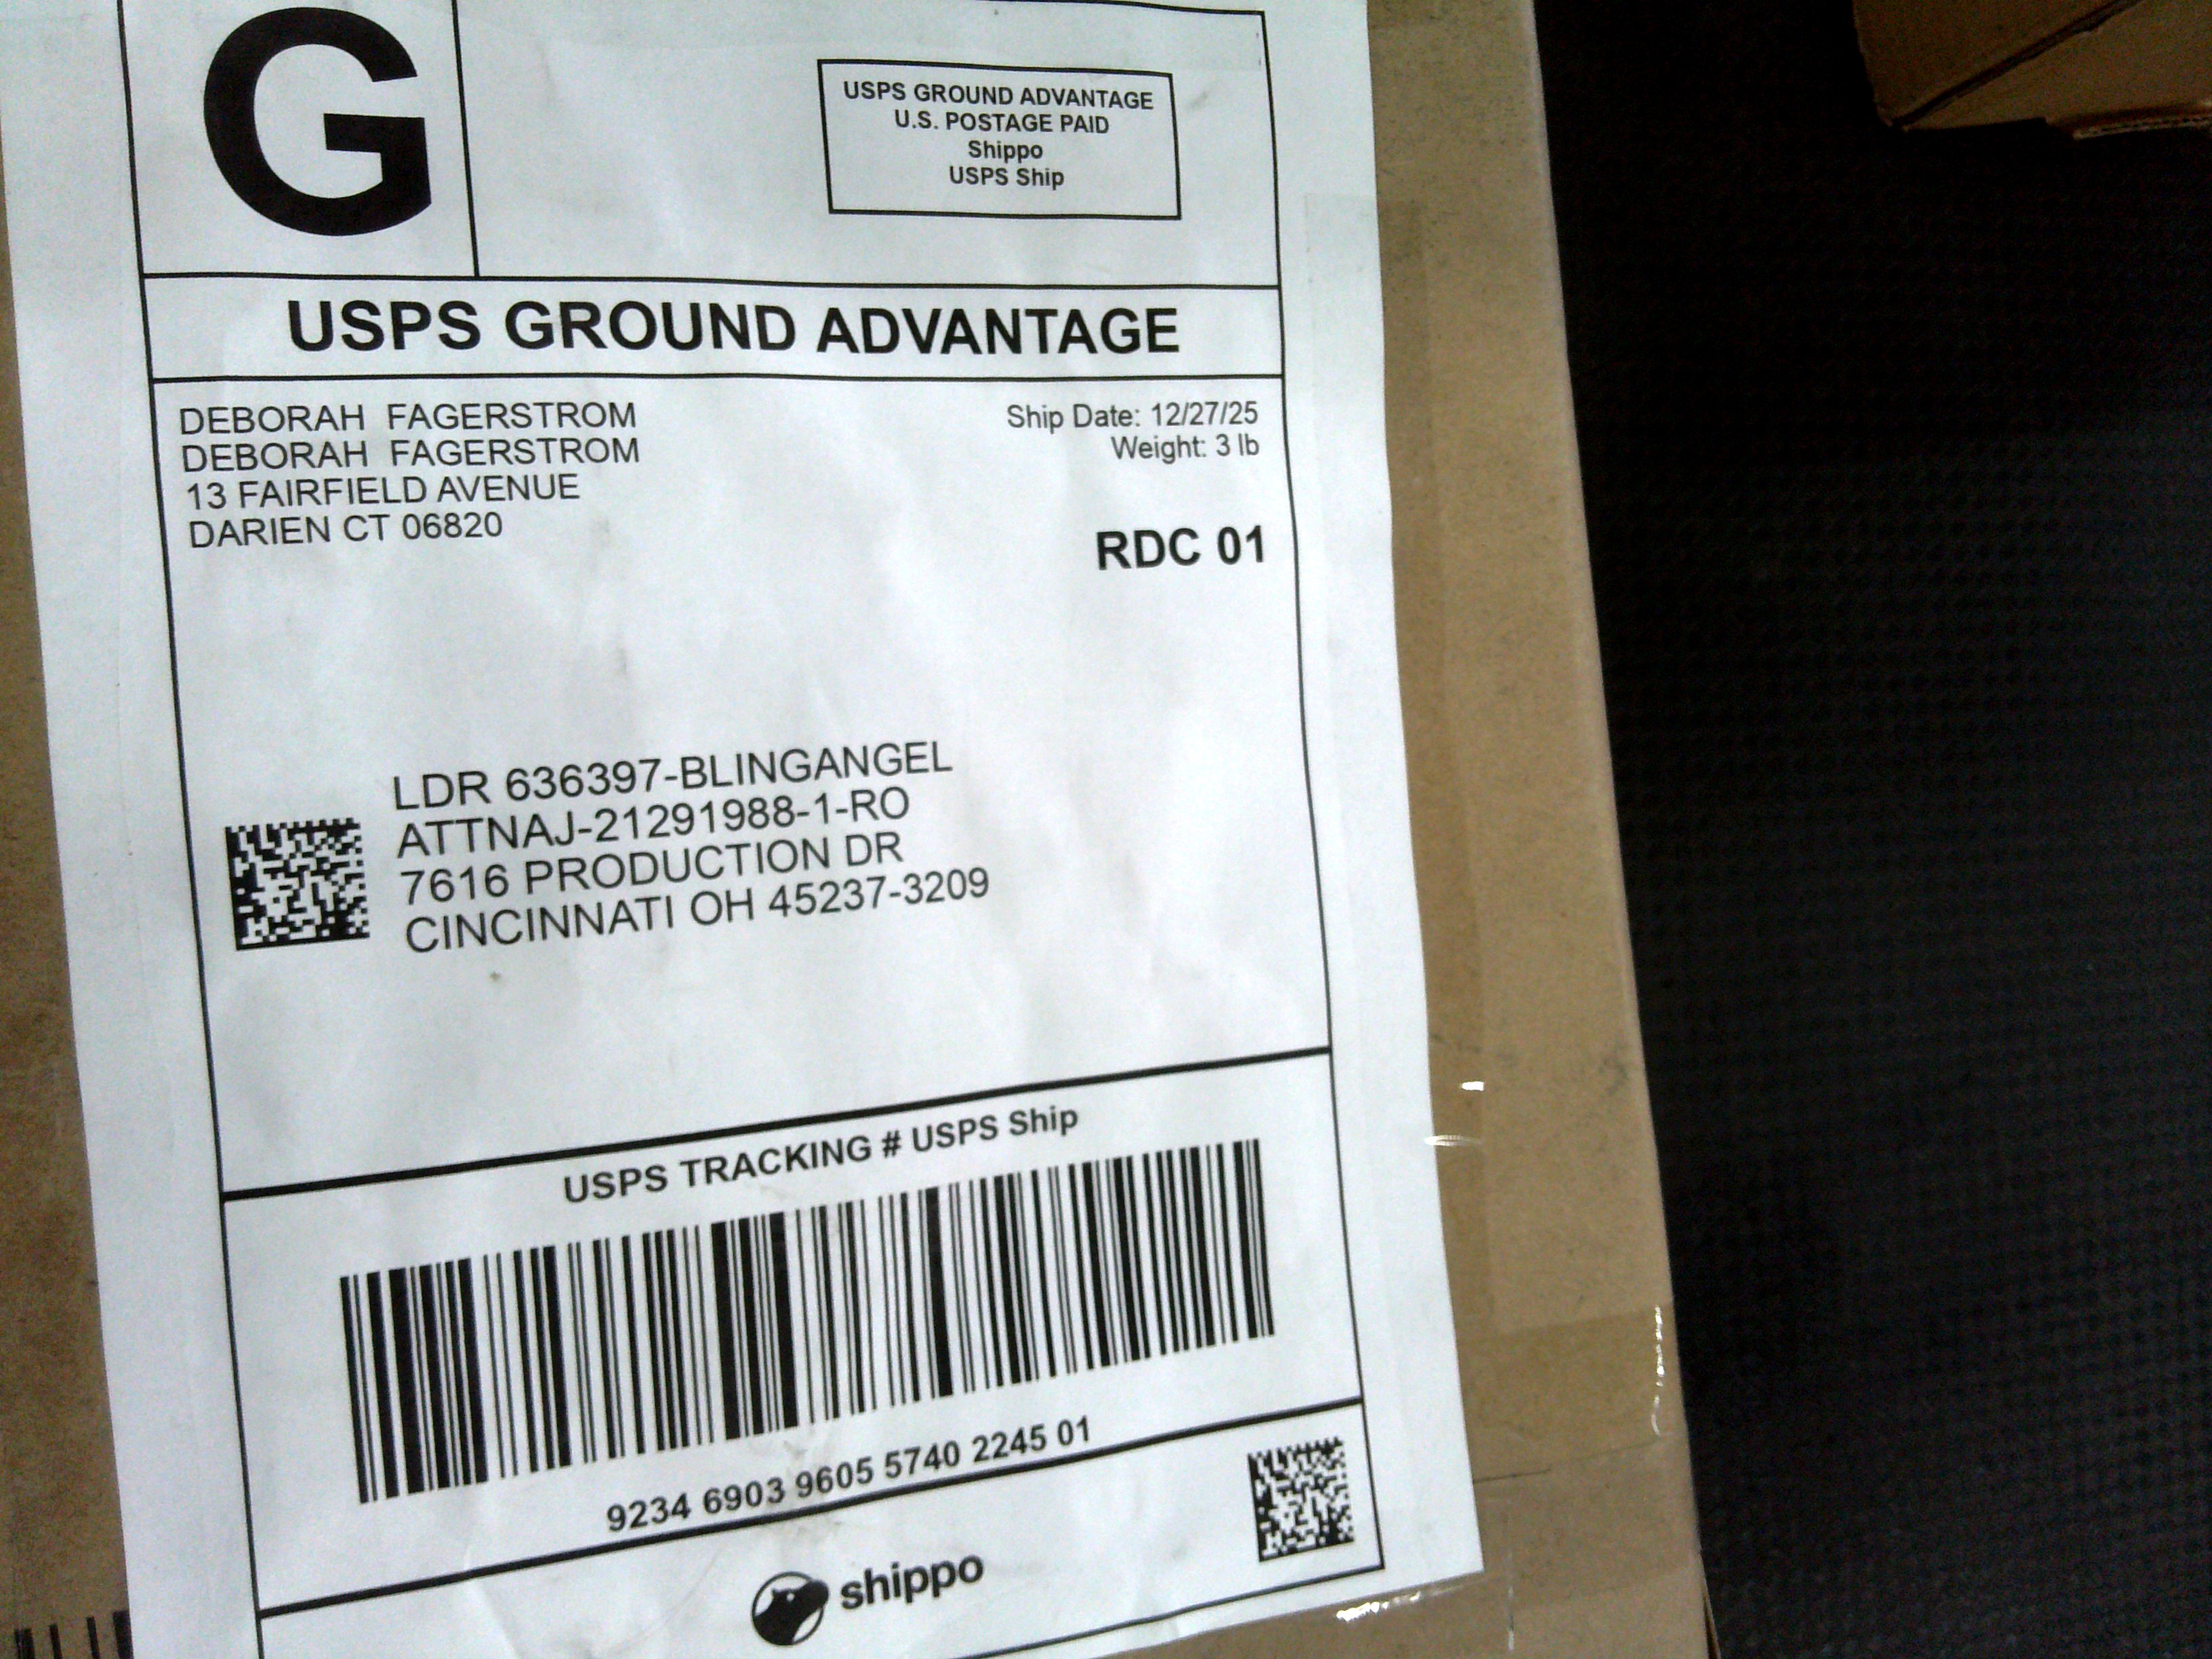 G
USPS GROUND ADVANTAGE
U.S. POSTAGE PAID
Shippo
USPS Ship
USPS GROUND ADVANTAGE
DEBORAH FAGERSTROM
DEBORAH FAGERSTROM
13 FAIRFIELD AVENUE
DARIEN CT 06820
Ship Date: 12/27/25
Weight: 3 lb
RDC 01
LDR 636397-BLINGANGEL
ATTNAJ-21291988-1-RO
7616 PRODUCTION DR
CINCINNATI OH 45237-3209
USPS TRACKING # USPS Ship
9234 6903 9605 5740 2245 01
shippo